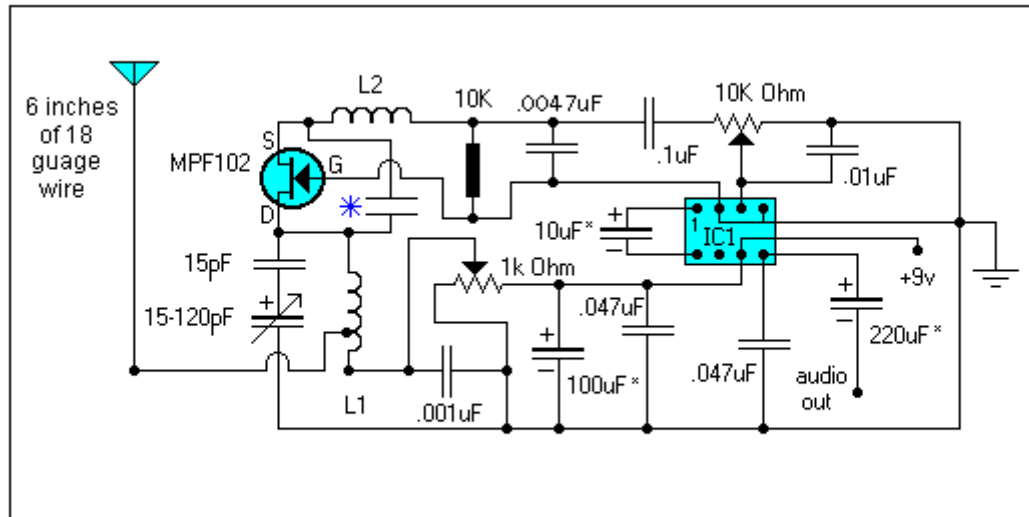 6 inches
of 18
guage
wire
L2
10K
.0047uF
10K Ohm
S
MPF102
G
D
.1uF
.01uF
*
1
IC1
10uF*
+
−
15pF
1k Ohm
+9v
15-120pF
+
.047uF
+
−
100uF*
+
−
220uF*
.047uF
audio
out
L1
.001uF